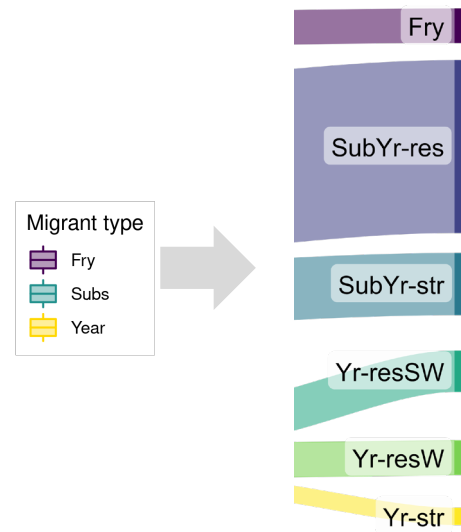 Migrant type
Fry
Subs
Year
Fry
SubYr-res
SubYr-str
Yr-resSW
Yr-resW
Yr-str